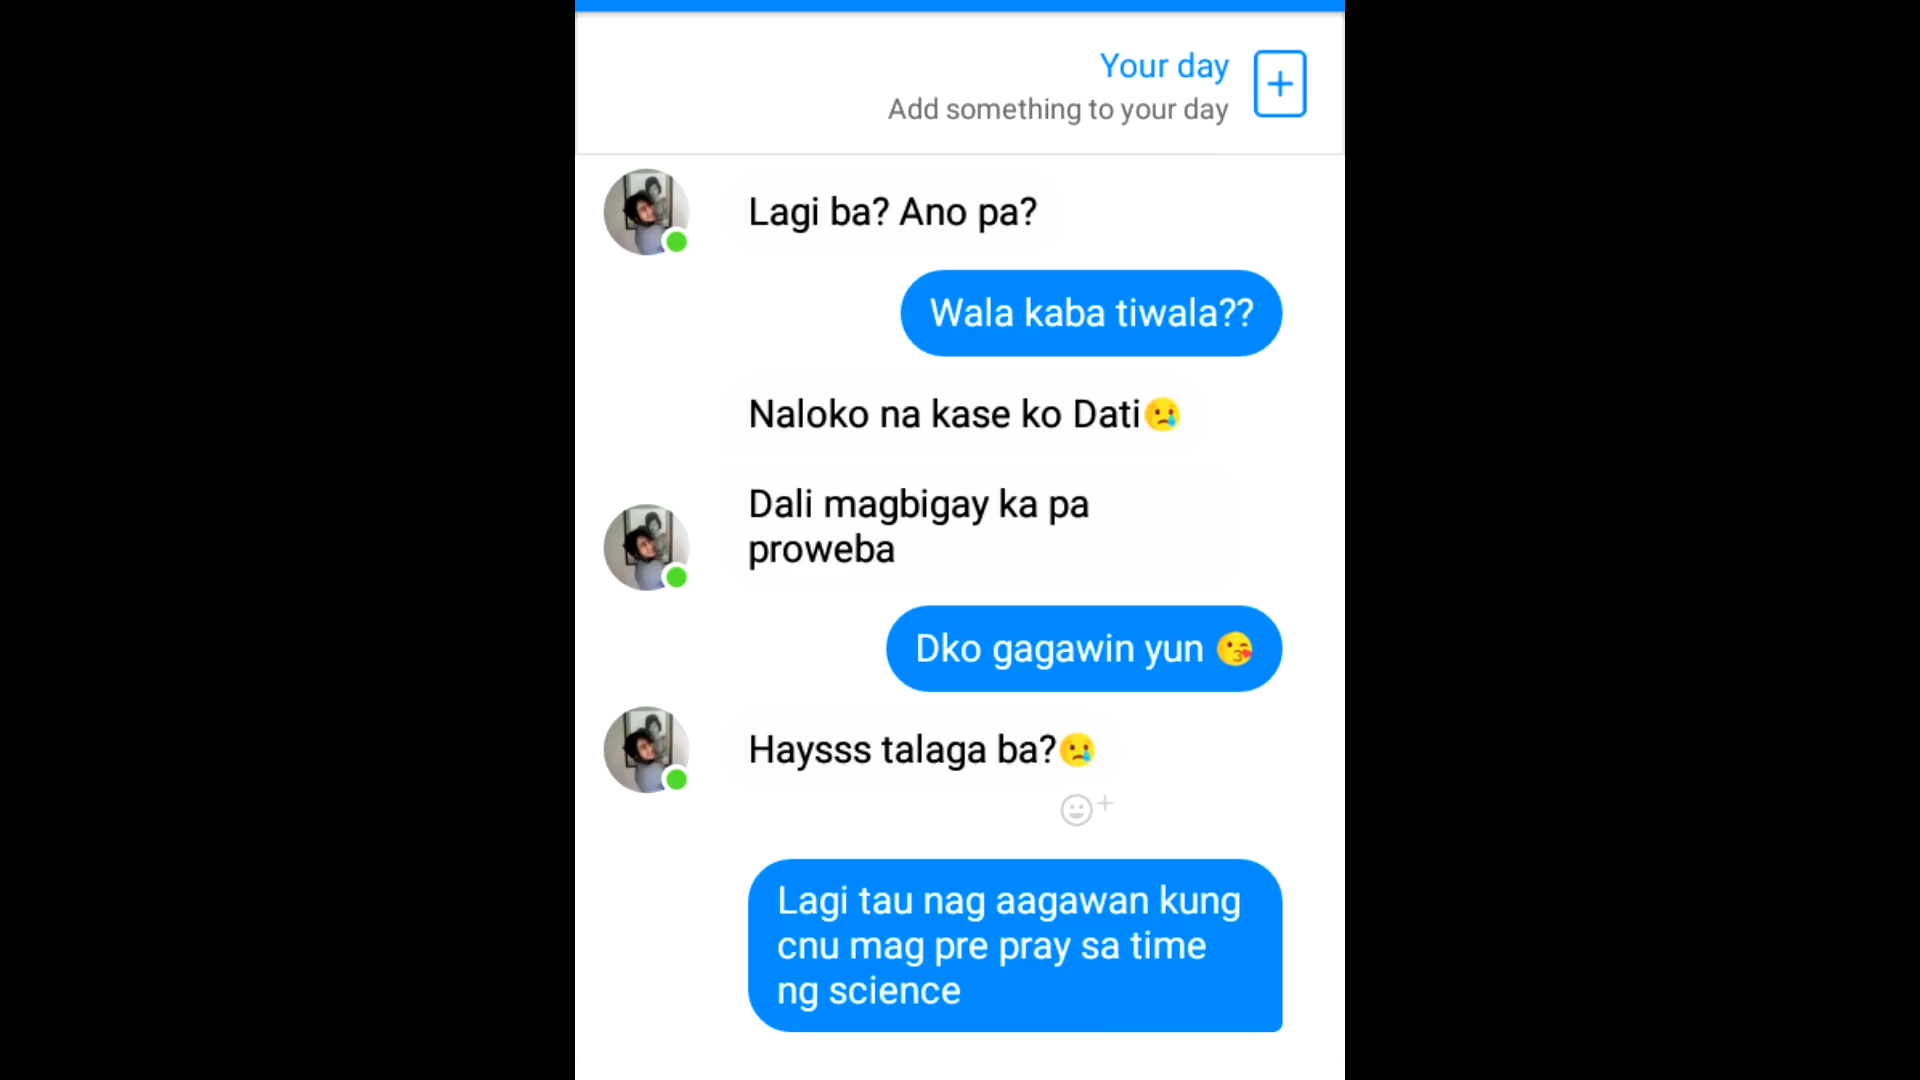 Your day
Add something to your day
Lagi ba? Ano pa?
Wala kaba tiwala??
Naloko na kase ko Dati😢
Dali magbigay ka pa
proweba
Dko gagawin yun 😘
Haysss talaga ba?😢
Lagi tau nag aagawan kung
cnu mag pre pray sa time
ng science